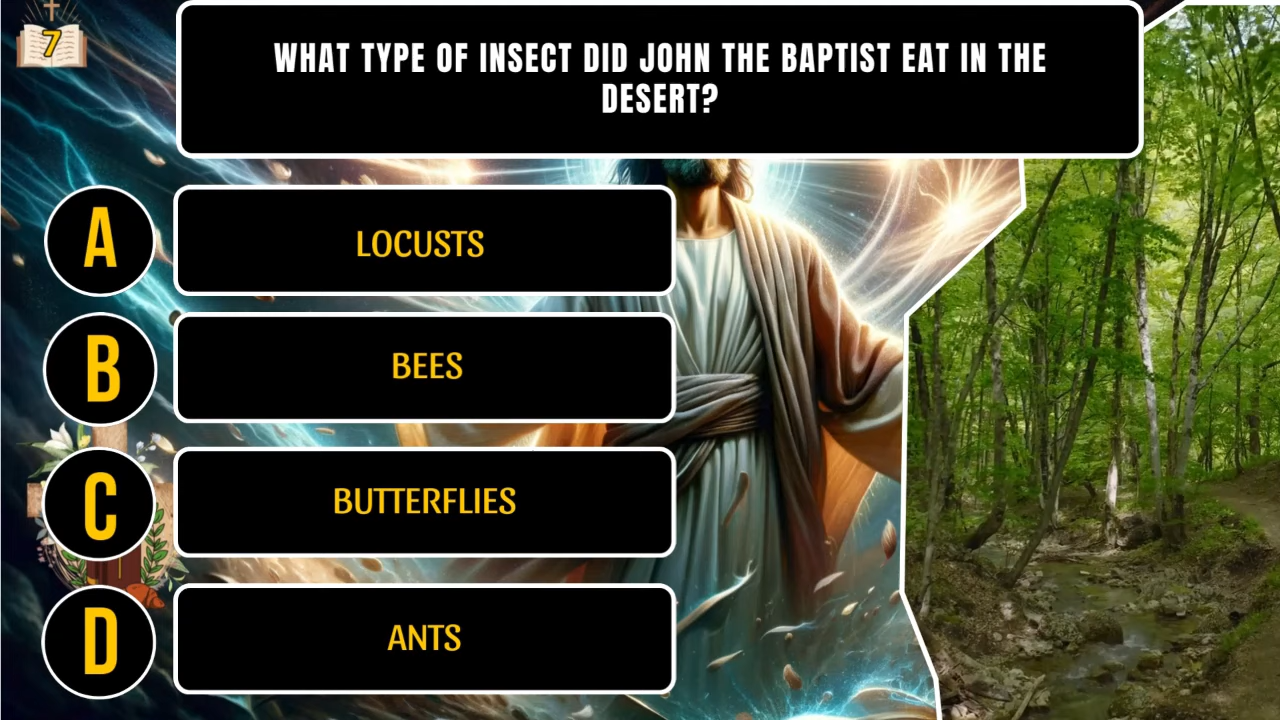 7
WHAT TYPE OF INSECT DID JOHN THE BAPTIST EAT IN THE
DESERT?
A
LOCUSTS
B
BEES
C
BUTTERFLIES
D
ANTS